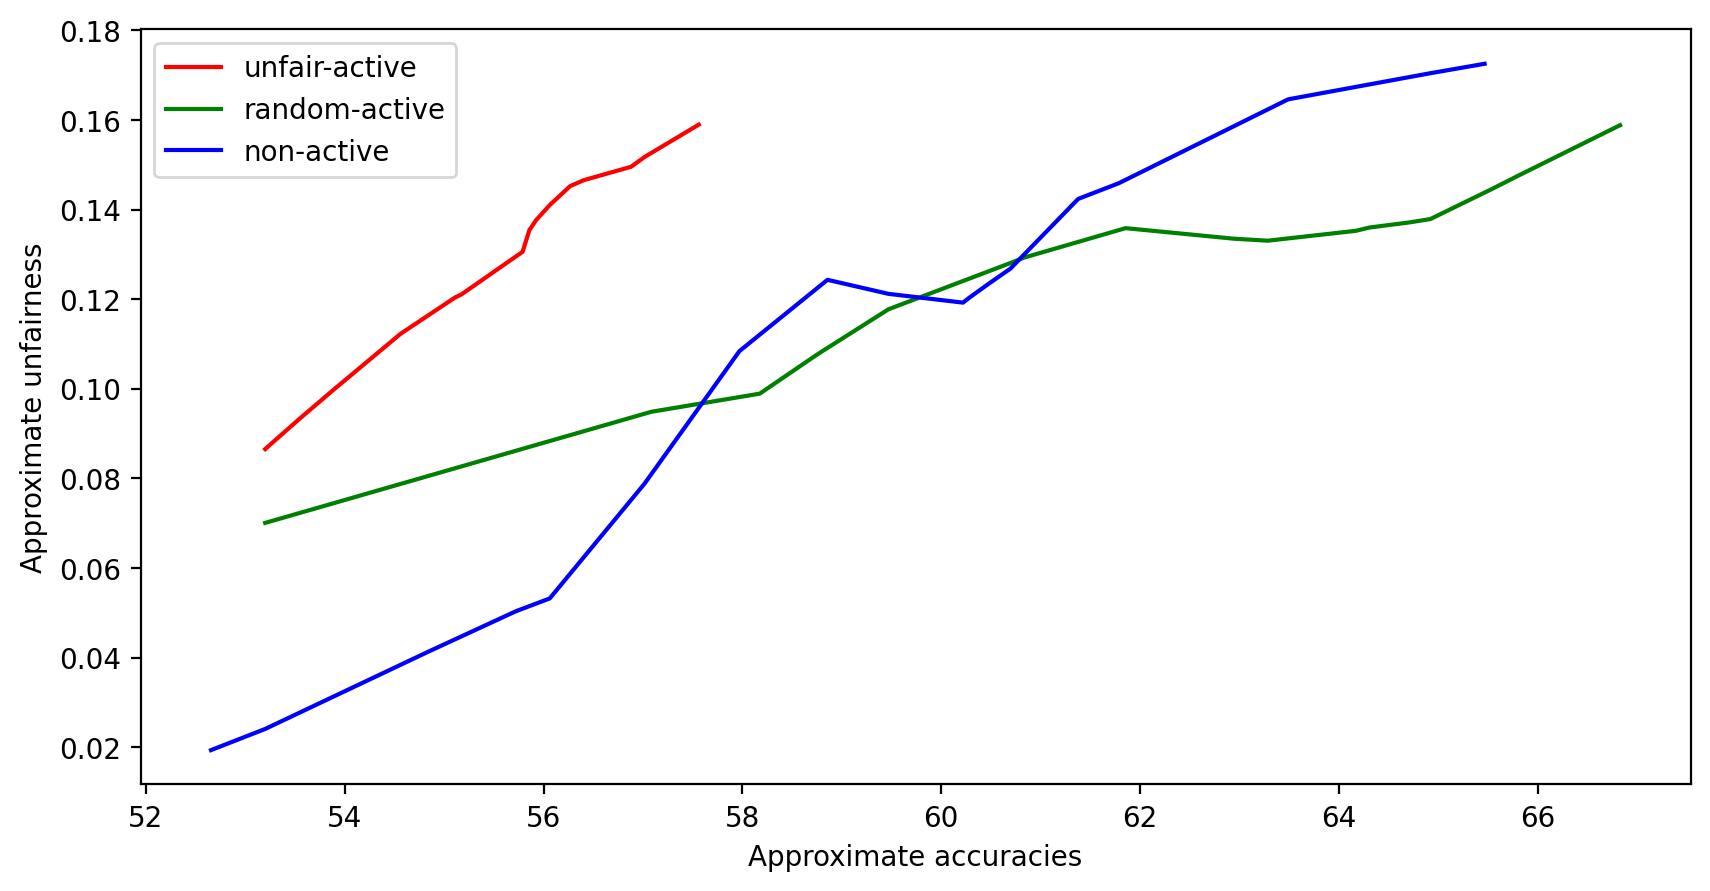 unfair-active
random-active
non-active
Approximate unfairness
0.18
0.16
0.14
0.12
0.10
0.08
0.06
0.04
0.02
52 54 56 58 60 62 64 66
Approximate accuracies